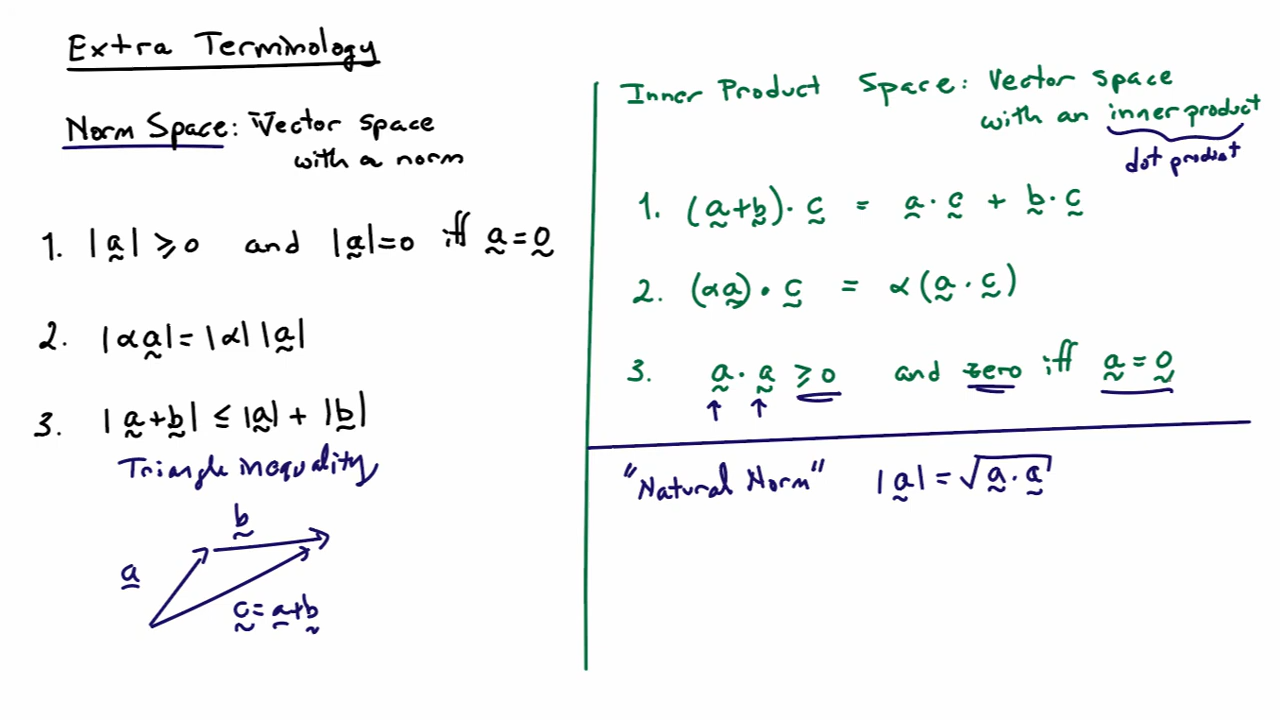 Extra Terminology
Norm Space: Vector space
with a norm
1. |a| ≥ 0 and |a|=0 iff a=0
2. |αa|=|α||a|
3. |a+b| ≤ |a|+|b|
Triangle inequality
b
a
c=a+b
Inner Product Space: Vector space
with an inner product
dot product
1. (a+b)·c = a·c + b·c
2. (αa)·c = α(a·c)
3. a·a ≥0 and zero iff a=0
"Natural Norm" |a|=√a·a